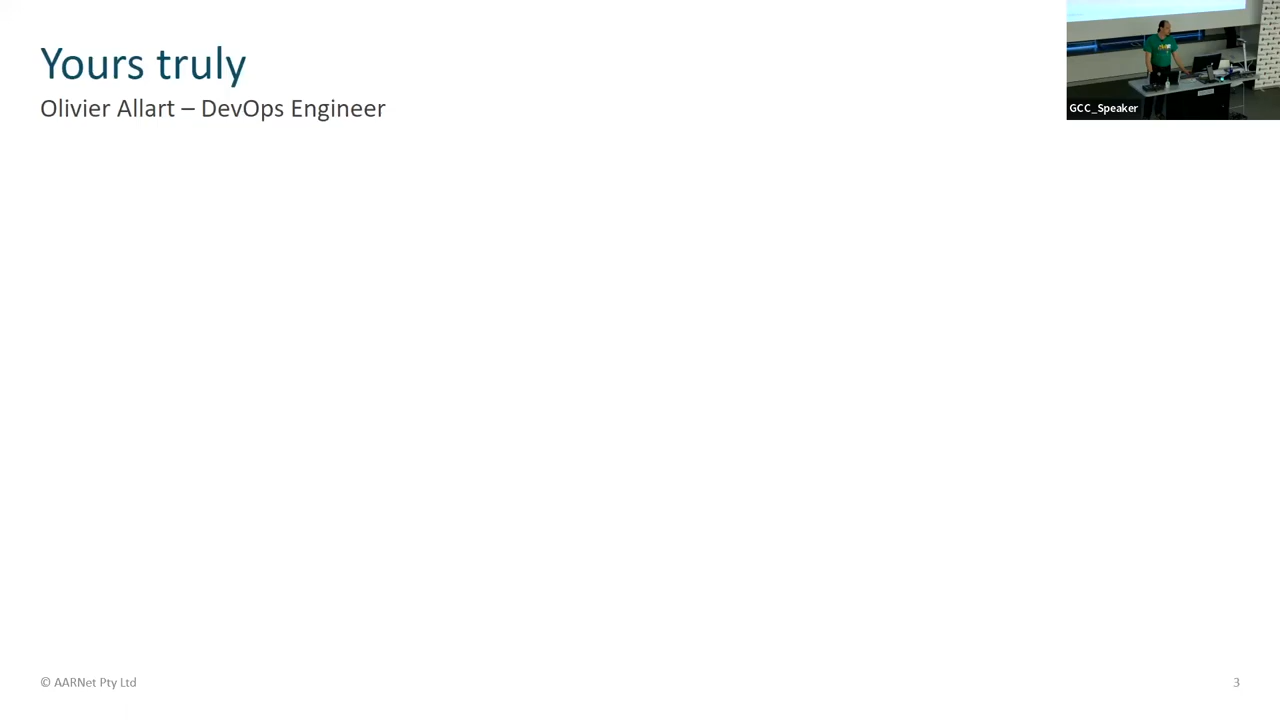 Yours truly
Olivier Allart – DevOps Engineer
GCC_Speaker
© AARNet Pty Ltd
3